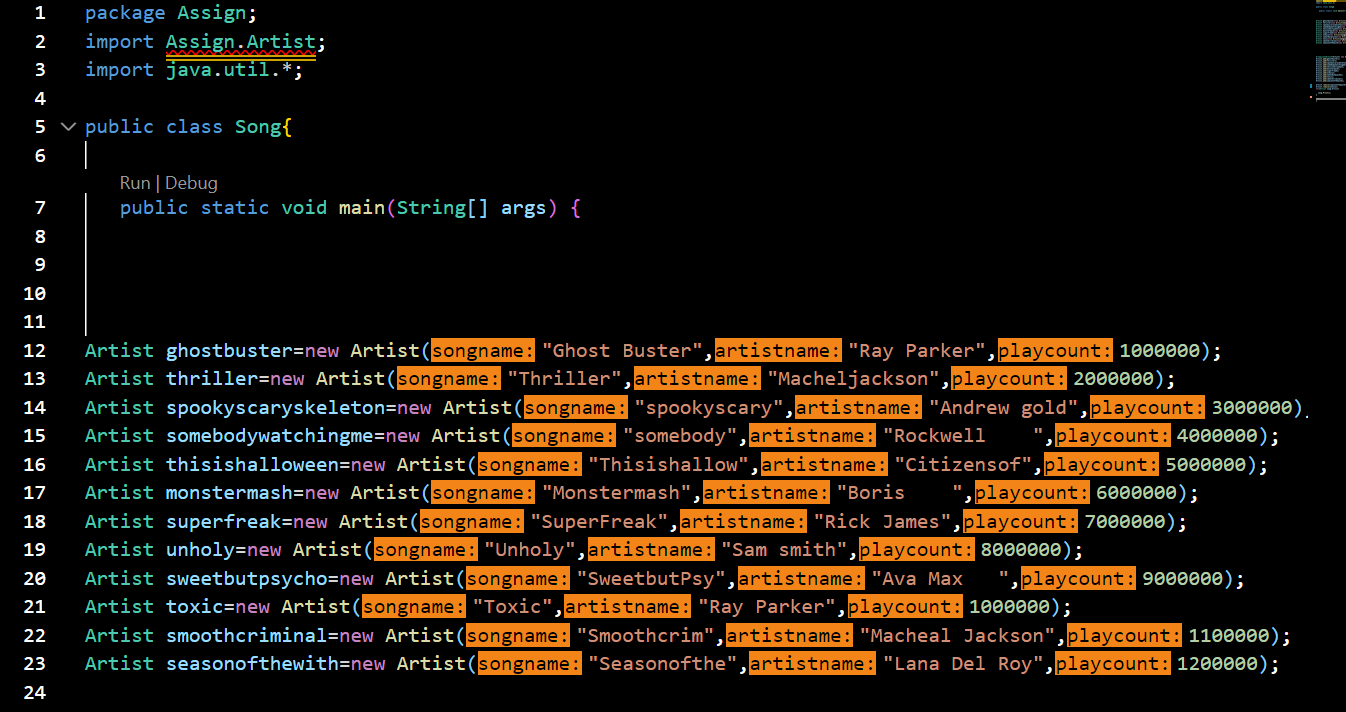 1 package Assign;
2 import Assign.Artist;
3 import java.util.*;
4
5 public class Song{
6
Run | Debug
7 public static void main(String[] args) {
8
9
10
11
12 Artist ghostbuster=new Artist(songname: "Ghost Buster",artistname: "Ray Parker",playcount: 1000000);
13 Artist thriller=new Artist(songname: "Thriller",artistname: "Macheljackson",playcount: 2000000);
14 Artist spookyscaryskeleton=new Artist(songname: "spookyscary",artistname: "Andrew gold",playcount: 3000000)
15 Artist somebodywatchingme=new Artist(songname: "somebody",artistname: "Rockwell    ",playcount: 4000000);
16 Artist thisishalloween=new Artist(songname: "Thisishallow",artistname: "Citizensof",playcount: 5000000);
17 Artist monstermash=new Artist(songname: "Monstermash",artistname: "Boris    ",playcount: 6000000);
18 Artist superfreak=new Artist(songname: "SuperFreak",artistname: "Rick James",playcount: 7000000);
19 Artist unholy=new Artist(songname: "Unholy",artistname: "Sam smith",playcount: 8000000);
20 Artist sweetbutpsycho=new Artist(songname: "SweetbutPsy",artistname: "Ava Max   ",playcount: 9000000);
21 Artist toxic=new Artist(songname: "Toxic",artistname: "Ray Parker",playcount: 1000000);
22 Artist smoothcriminal=new Artist(songname: "Smoothcrim",artistname: "Macheal Jackson",playcount: 1100000);
23 Artist seasonofthewith=new Artist(songname: "Seasonofthe",artistname: "Lana Del Roy",playcount: 1200000);
24